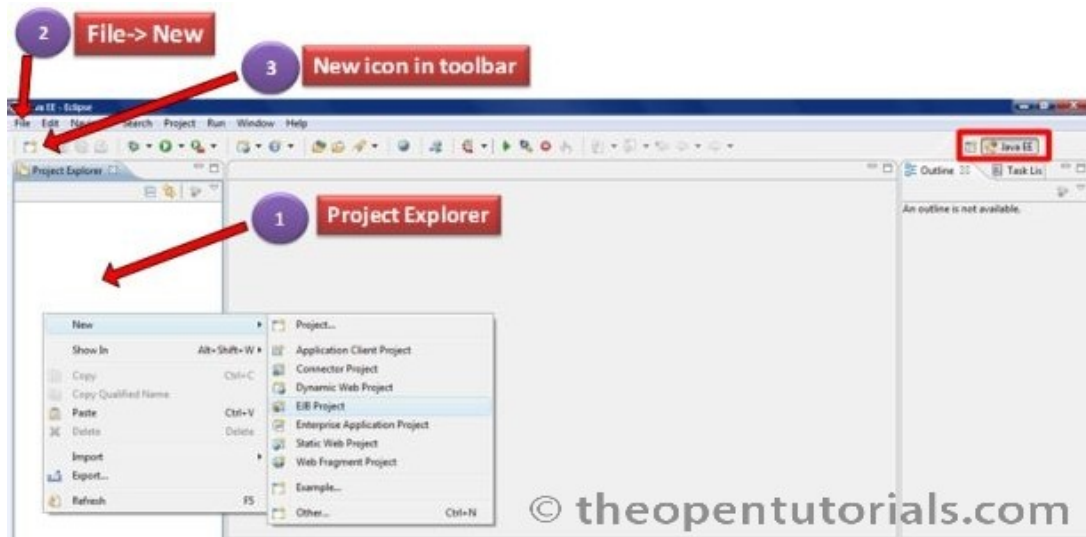 2 File-> New
3 New icon in toolbar
Java EE - Eclipse
File Edit Search Project Run Window Help
Java EE
Project Explorer
Outline Task Lis
An outline is not available.
1 Project Explorer
New
Show In Alt+Shift+W
Copy Ctrl+C
Copy Qualified Name
Paste Ctrl+V
Delete Delete
Import
Export...
Refresh F5
Project...
Application Client Project
Connector Project
Dynamic Web Project
EJB Project
Enterprise Application Project
Static Web Project
Web Fragment Project
Example...
Other... Ctrl+N
© theopentutorials.com